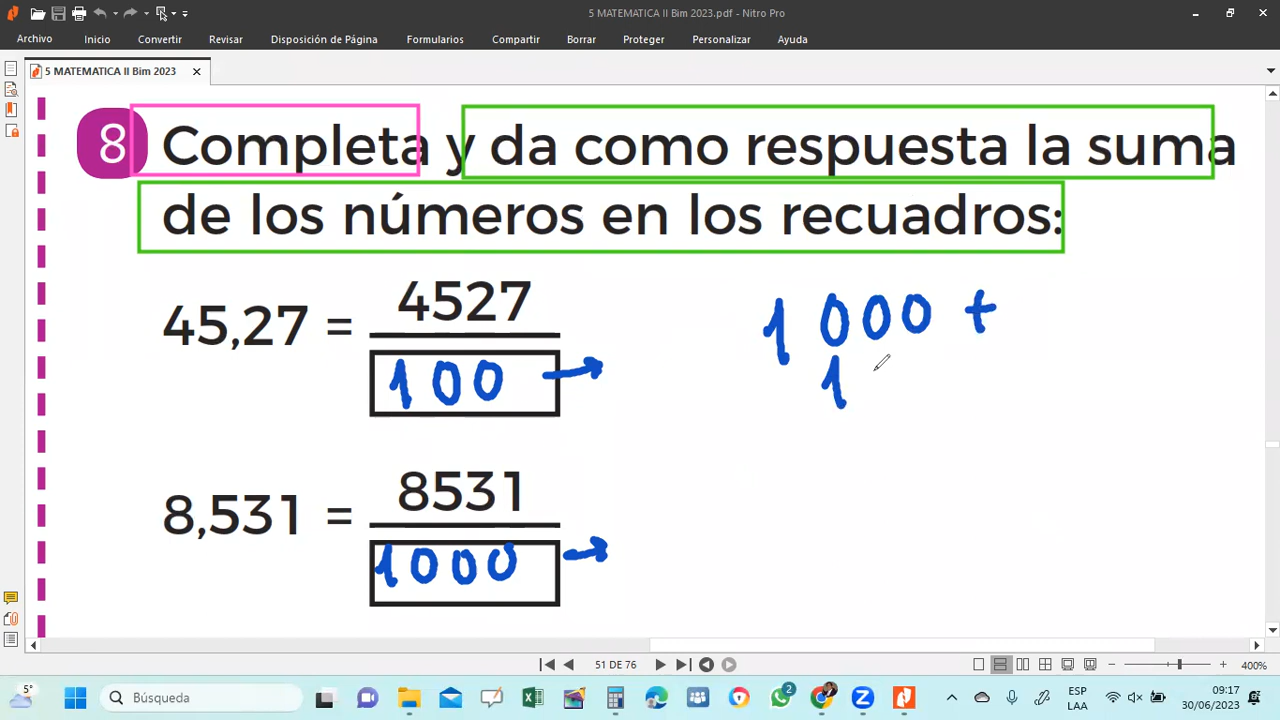 5 MATEMATICA II Bim 2023.pdf - Nitro Pro
Archivo Inicio Convertir Revisar Disposición de Página Formularios Compartir Borrar Proteger Personalizar Ayuda
5 MATEMATICA II Bim 2023
8 Completa y da como respuesta la suma
de los números en los recuadros:
45,27 = 4527
100 →
1 000 +
1
8,531 = 8531
1000 →
51 DE 76
400%
5°
Búsqueda
2
ESP
LAA
09:17
30/06/2023